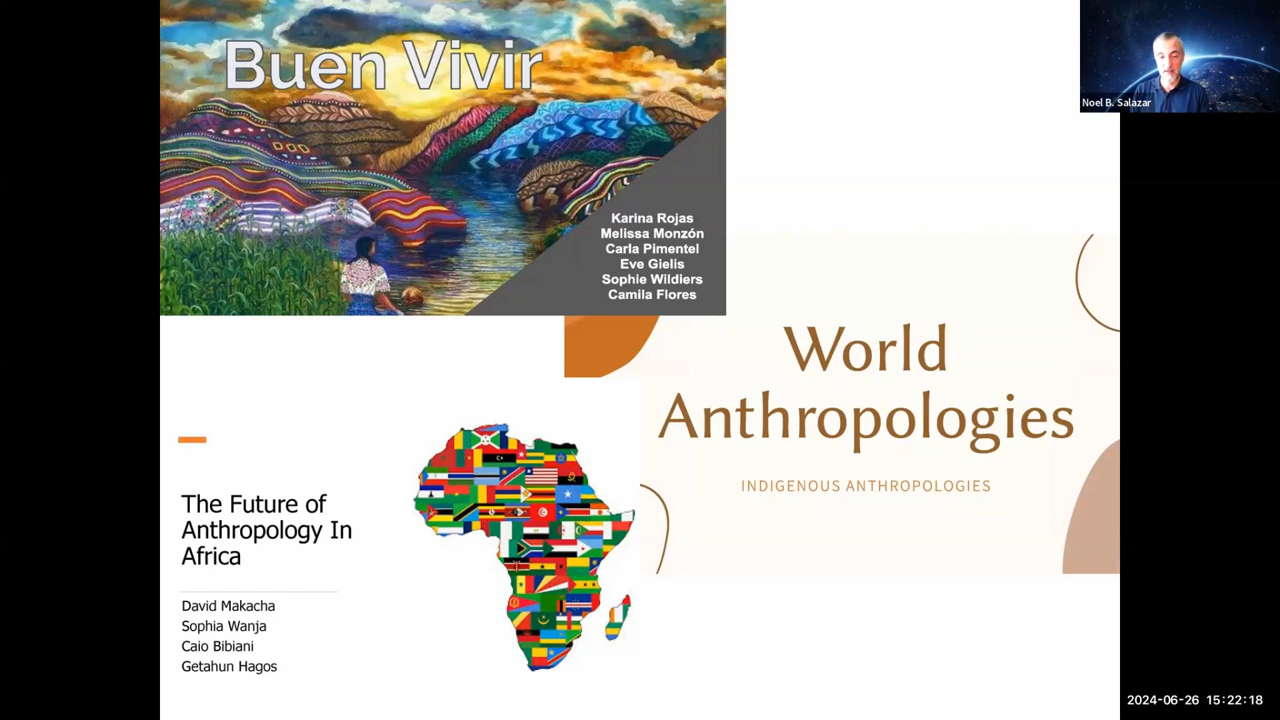 Buen Vivir
Karina Rojas
Melissa Monzón
Carla Pimentel
Eve Gielis
Sophie Wildiers
Camila Flores
Noel B. Salazar
World
Anthropologies
INDIGENOUS ANTHROPOLOGIES
The Future of
Anthropology In
Africa
David Makacha
Sophia Wanja
Caio Bibiani
Getahun Hagos
2024-06-26 15:22:18